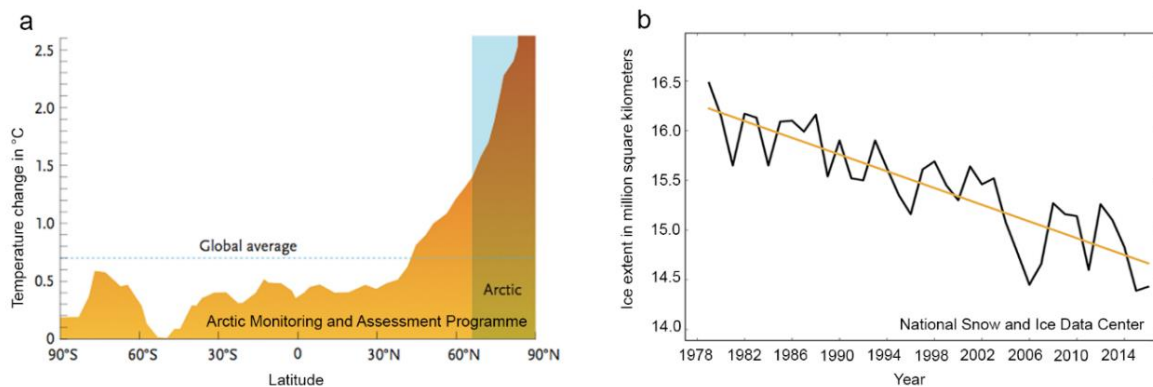 a
Temperature change in °C
2.5
2.0
1.5
1.0
0.5
0
Global average
Arctic
Arctic Monitoring and Assessment Programme
90°S
60°S
30°S
0
30°N
60°N
90°N
Latitude
b
Ice extent in million square kilometers
16.5
16.0
15.5
15.0
14.5
14.0
National Snow and Ice Data Center
1978
1982
1986
1990
1994
1998
2002
2006
2010
2014
Year